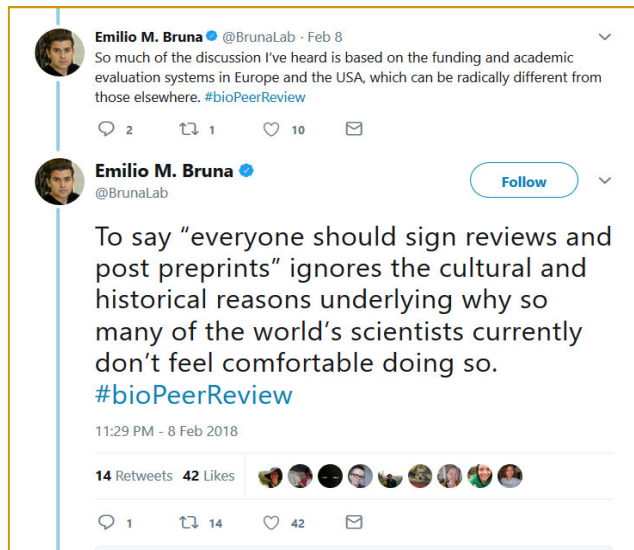 Emilio M. Bruna @BrunaLab · Feb 8
So much of the discussion I've heard is based on the funding and academic
evaluation systems in Europe and the USA, which can be radically different from
those elsewhere. #bioPeerReview
2 1 10
Emilio M. Bruna
@BrunaLab
Follow
To say “everyone should sign reviews and
post preprints” ignores the cultural and
historical reasons underlying why so
many of the world’s scientists currently
don’t feel comfortable doing so.
#bioPeerReview
11:29 PM - 8 Feb 2018
14 Retweets 42 Likes
1 14 42